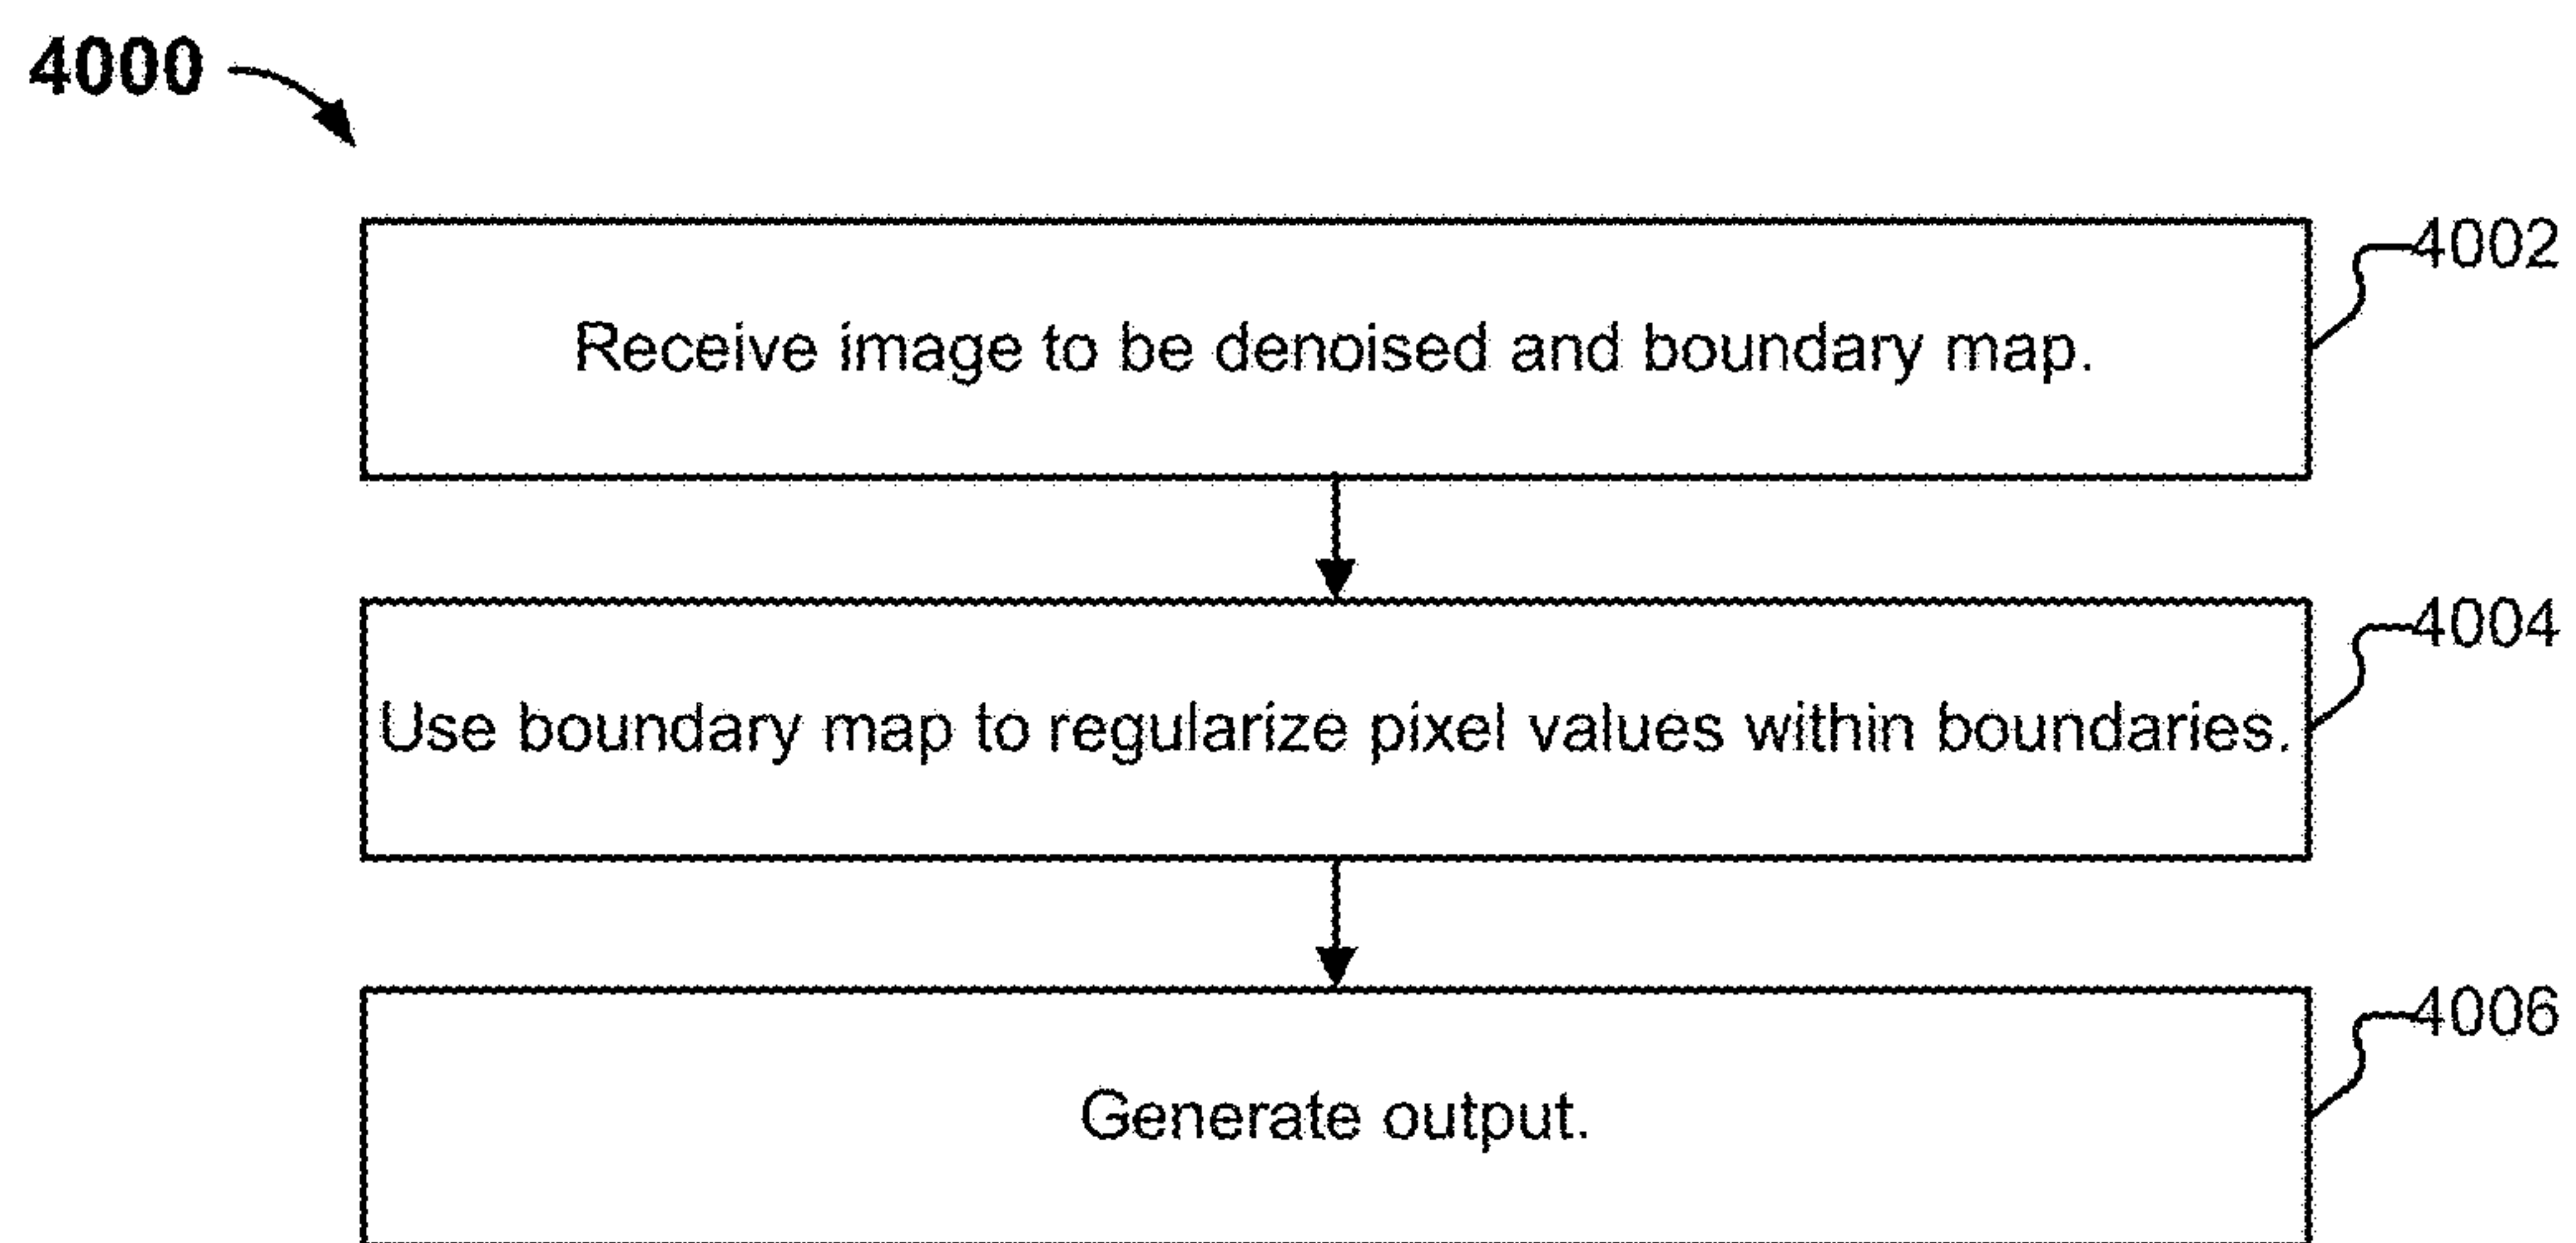 4000
4002
Receive image to be denoised and boundary map.
4004
Use boundary map to regularize pixel values within boundaries.
4006
Generate output.